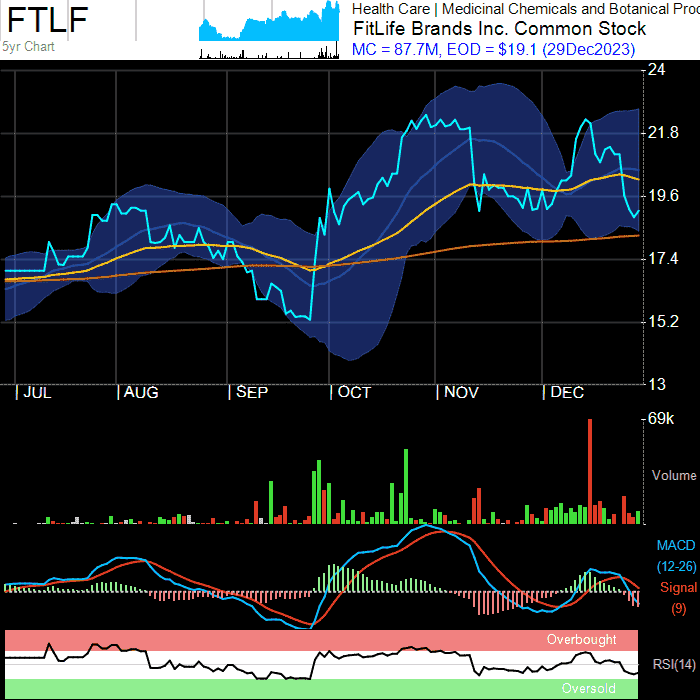 FTLF
5yr Chart
Health Care | Medicinal Chemicals and Botanical Proc
FitLife Brands Inc. Common Stock
MC = 87.7M, EOD = $19.1 (29Dec2023)
24
21.8
19.6
17.4
15.2
13
JUL AUG SEP OCT NOV DEC
69k
Volume
MACD
(12-26)
Signal
(9)
Overbought
RSI(14)
Oversold